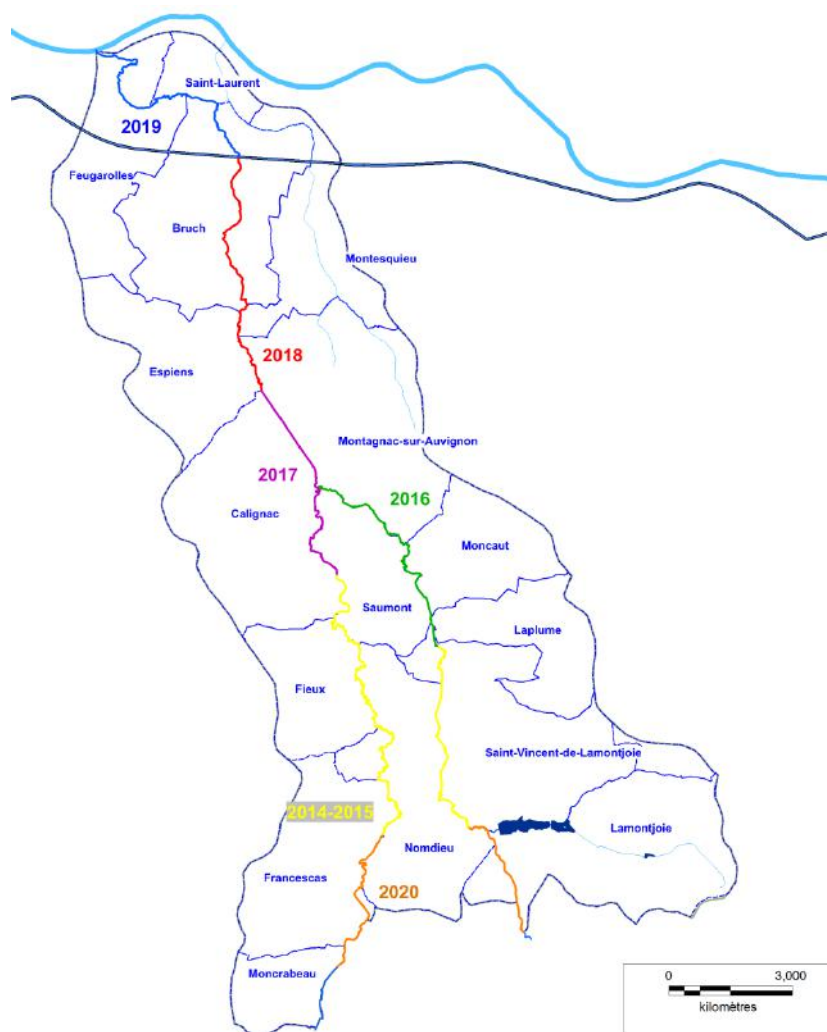 Saint-Laurent
2019
Feugarolles
Bruch
Montesquieu
2018
Espiens
Montagnac-sur-Auvignon
2017
2016
Calignac
Moncaut
Saumont
Laplume
Fieux
Saint-Vincent-de-Lamontjoie
2014-2015
Lamontjoie
Nomdieu
Francescas
2020
Moncrabeau
0 3,000
kilomètres